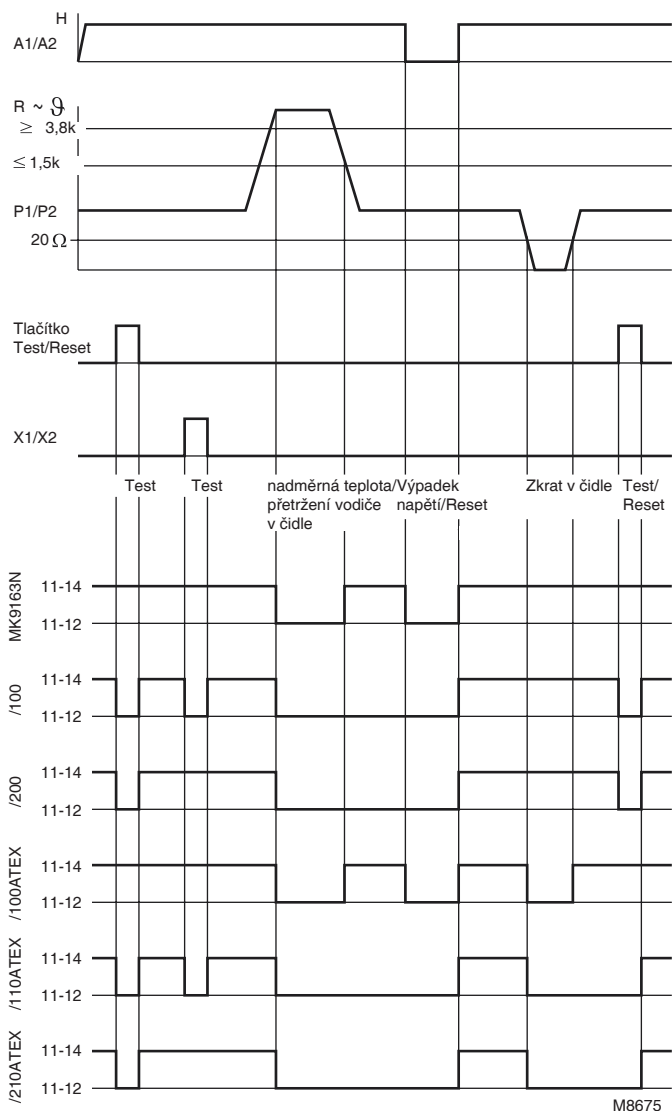 H
A1/A2
R ~ ϑ
≥ 3,8k
≤ 1,5k
P1/P2
20 Ω
Tlačítko
Test/Reset
X1/X2
Test
Test
nadměrná teplota/
přetržení vodiče
v čidle
Výpadek
napětí/Reset
Zkrat v čidle
Test/
Reset
MK9163N
11-14
11-12
/100
11-14
11-12
/200
11-14
11-12
/100ATEX
11-14
11-12
/110ATEX
11-14
11-12
/210ATEX
11-14
11-12
M8675